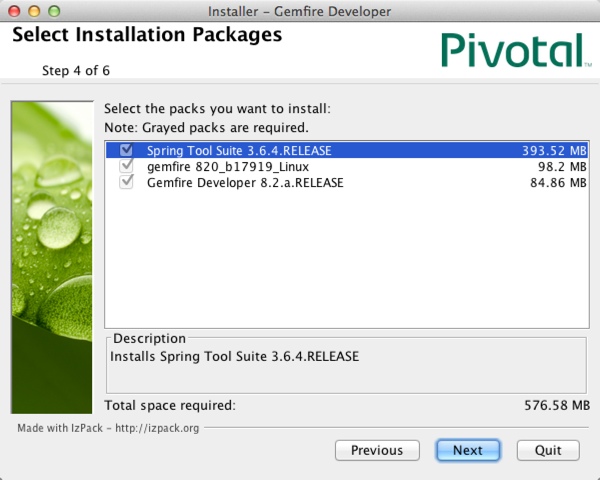 Installer – Gemfire Developer
Select Installation Packages
Pivotal™
Step 4 of 6
Select the packs you want to install:
Note: Grayed packs are required.
Spring Tool Suite 3.6.4.RELEASE 393.52 MB
gemfire 820_b17919_Linux 98.2 MB
Gemfire Developer 8.2.a.RELEASE 84.86 MB
Description
Installs Spring Tool Suite 3.6.4.RELEASE
Total space required: 576.58 MB
Made with IzPack – http://izpack.org
Previous Next Quit